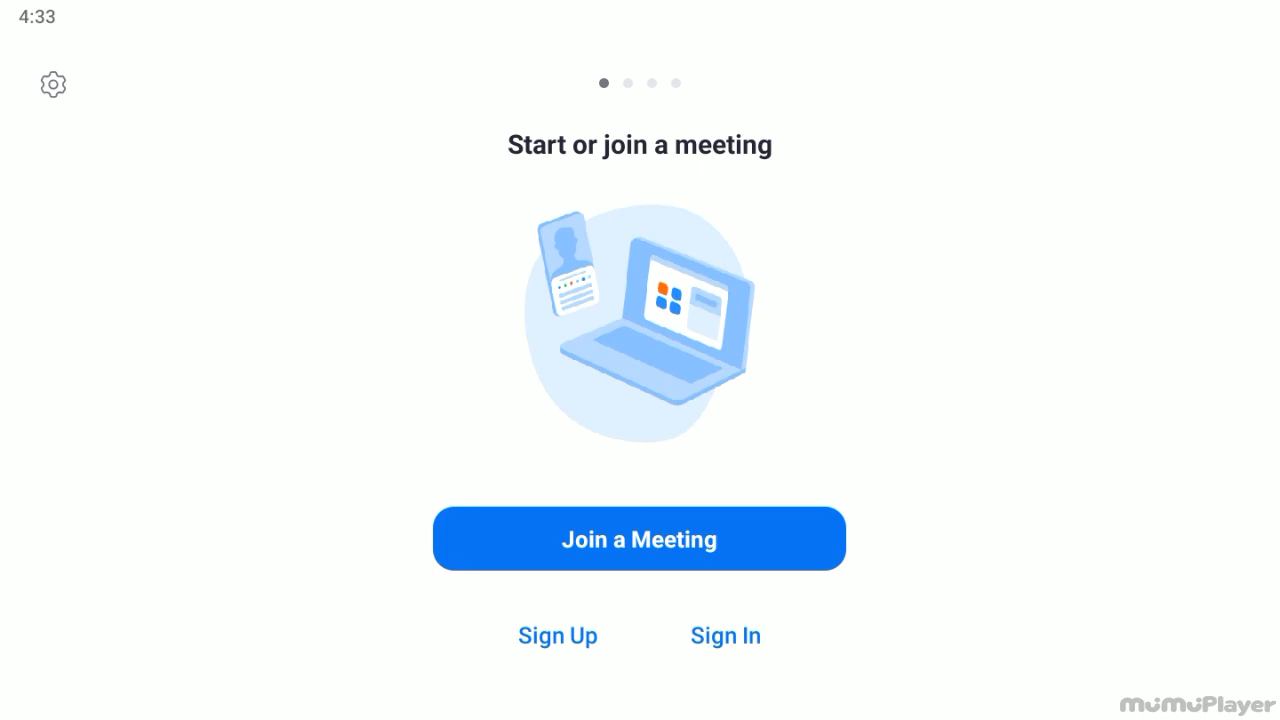 4:33
Start or join a meeting
Join a Meeting
Sign Up
Sign In
MuMuPlayer